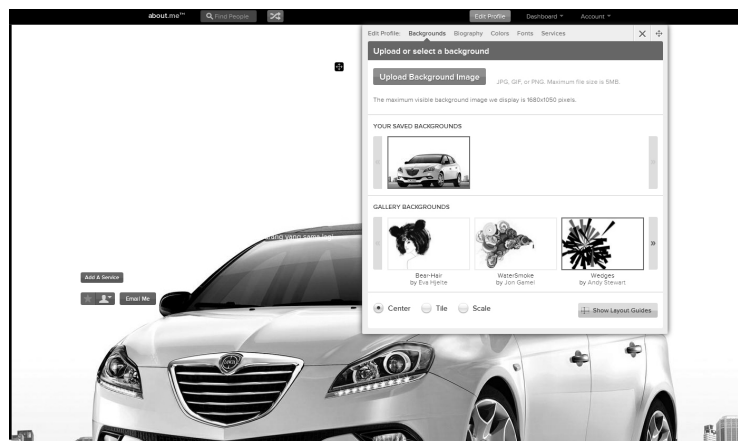 about.me™ Find People Edit Profile Dashboard Account
Edit Profile: Backgrounds Biography Colors Fonts Services
Upload or select a background
Upload Background Image JPG, GIF, or PNG. Maximum file size is 5MB.
The maximum visible background image we display is 1680x1050 pixels.
YOUR SAVED BACKGROUNDS
GALLERY BACKGROUNDS
Bear-Hair
by Eva Hjelte
WaterSmoke
by Jon Gamel
Wedges
by Andy Stewart
Center Tile Scale Show Layout Guides
Add A Service
Email Me